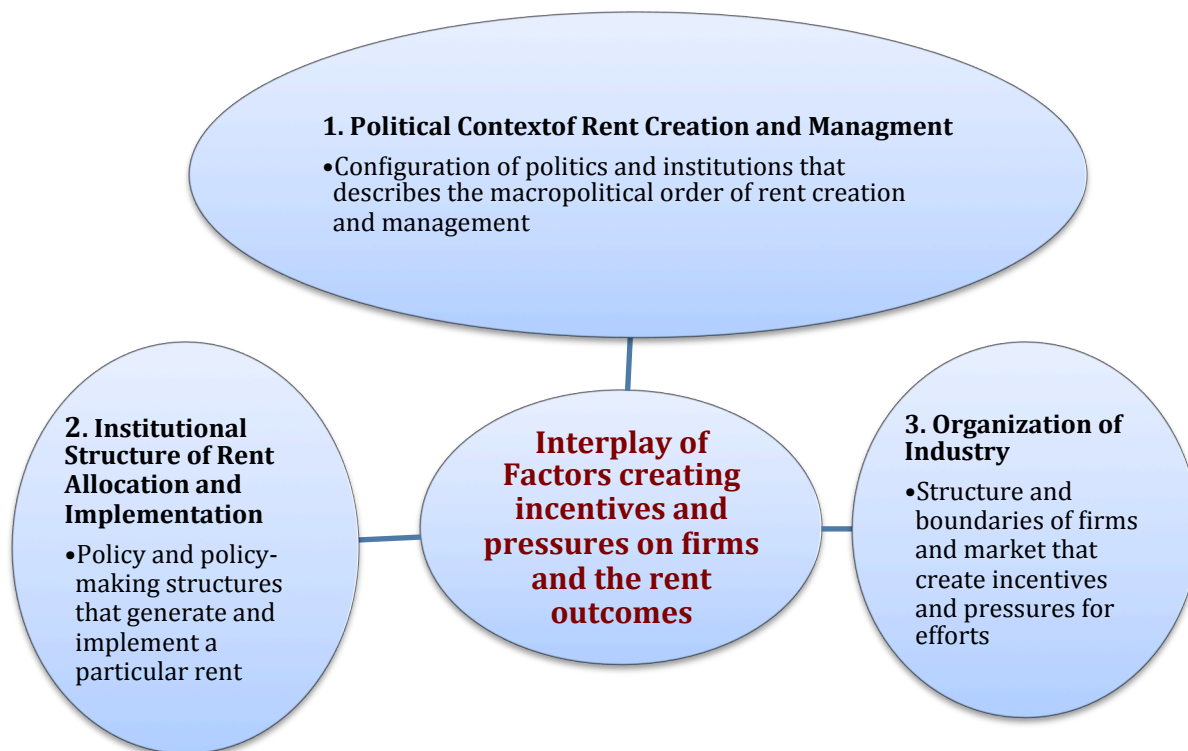 1. Political Contextof Rent Creation and Managment
•Configuration of politics and institutions that
describes the macropolitical order of rent creation
and management
2. Institutional
Structure of Rent
Allocation and
Implementation
•Policy and policy-
making structures
that generate and
implement a
particular rent
Interplay of
Factors creating
incentives and
pressures on firms
and the rent
outcomes
3. Organization of
Industry
•Structure and
boundaries of firms
and market that
create incentives
and pressures for
efforts